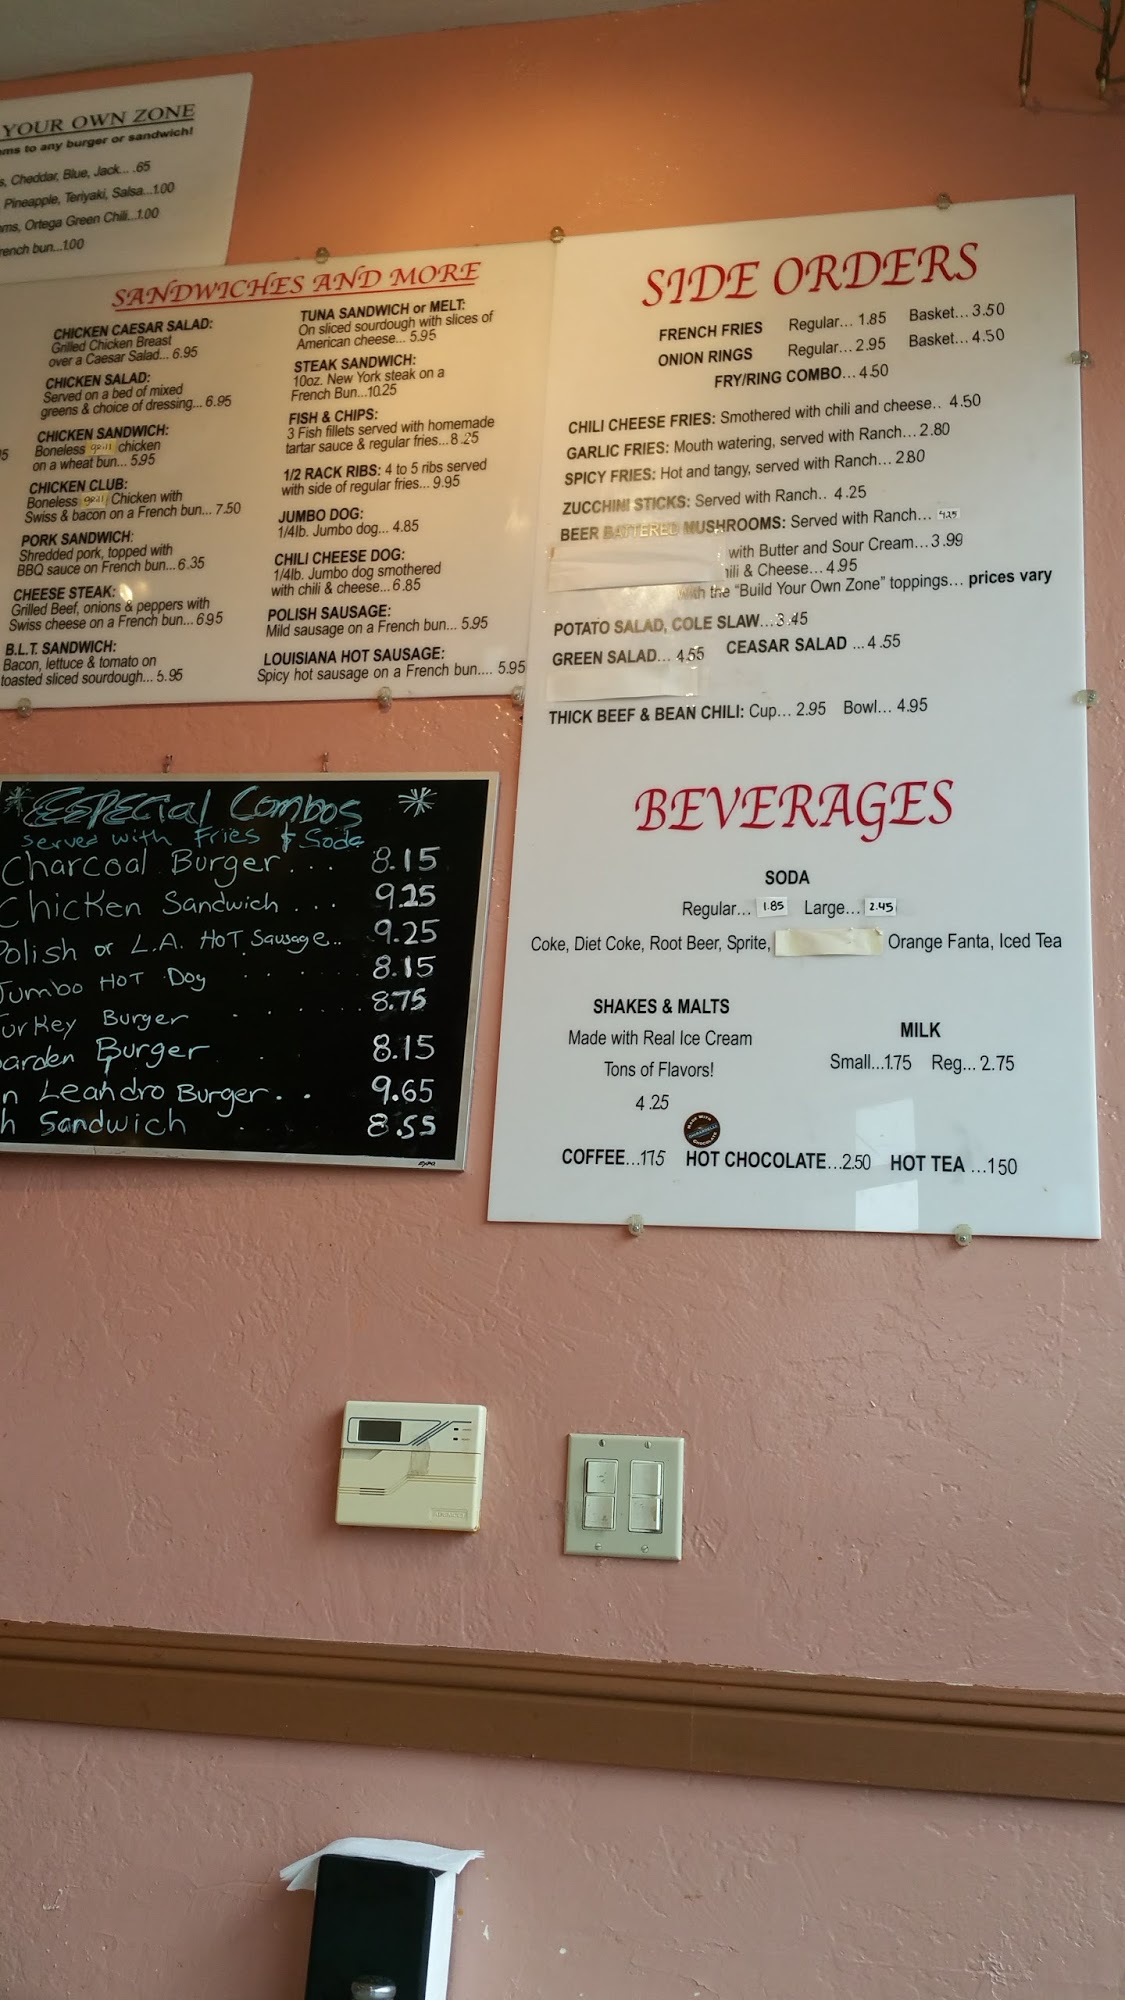 YOUR OWN ZONE
to any burger or sandwich!
Cheddar, Blue, Jack... .65
Pineapple, Teriyaki, Salsa...1.00
Ortega Green Chili...1.00
bun...1.00
SANDWICHES AND MORE
CHICKEN CAESAR SALAD:
Grilled Chicken Breast
over a Caesar Salad... 6.95
CHICKEN SALAD:
Served on a bed of mixed
greens & choice of dressing... 6.95
CHICKEN SANDWICH:
Boneless chicken
on a wheat bun... 5.95
CHICKEN CLUB:
Boneless Chicken with
Swiss & bacon on a French bun... 7.50
PORK SANDWICH:
Shredded pork, topped with
BBQ sauce on French bun...6.35
CHEESE STEAK:
Grilled Beef, onions & peppers with
Swiss cheese on a French bun...6.95
B.L.T. SANDWICH:
Bacon, lettuce & tomato on
toasted sliced sourdough... 5.95
TUNA SANDWICH or MELT:
On sliced sourdough with slices of
American cheese... 5.95
STEAK SANDWICH:
10oz. New York steak on a
French Bun...10.25
FISH & CHIPS:
3 Fish fillets served with homemade
tartar sauce & regular fries...8.25
1/2 RACK RIBS: 4 to 5 ribs served
with side of regular fries... 9.95
JUMBO DOG:
1/4lb. Jumbo dog... 4.85
CHILI CHEESE DOG:
1/4lb. Jumbo dog smothered
with chili & cheese... 6.85
POLISH SAUSAGE:
Mild sausage on a French bun... 5.95
LOUISIANA HOT SAUSAGE:
Spicy hot sausage on a French bun.... 5.95
SIDE ORDERS
FRENCH FRIES Regular... 1.85 Basket... 3.50
ONION RINGS Regular... 2.95 Basket... 4.50
FRY/RING COMBO... 4.50
CHILI CHEESE FRIES: Smothered with chili and cheese.. 4.50
GARLIC FRIES: Mouth watering, served with Ranch... 2.80
SPICY FRIES: Hot and tangy, served with Ranch... 2.80
ZUCCHINI STICKS: Served with Ranch.. 4.25
BEER BATTERED MUSHROOMS: Served with Ranch... 4.25
with Butter and Sour Cream... 3.99
& Cheese... 4.95
with the "Build Your Own Zone" toppings... prices vary
POTATO SALAD, COLE SLAW... 3.45
GREEN SALAD... 4.55 CEASAR SALAD ... 4.55
THICK BEEF & BEAN CHILI: Cup... 2.95 Bowl... 4.95
BEVERAGES
SODA
Regular... 1.85 Large... 2.45
Coke, Diet Coke, Root Beer, Sprite, Orange Fanta, Iced Tea
SHAKES & MALTS
Made with Real Ice Cream
Tons of Flavors!
4.25
MILK
Small...1.75 Reg... 2.75
MADE WITH GHIRARDELLI CHOCOLATE
COFFEE...1.75 HOT CHOCOLATE...2.50 HOT TEA ...1.50
ESPECIAL Combos
served with Fries & Soda
Charcoal Burger... 8.15
Chicken Sandwich... 9.25
Polish or L.A. HOT Sausage.. 9.25
Jumbo HOT Dog 8.15
Turkey Burger 8.75
Burger 8.15
Leandro Burger.. 9.65
Sandwich 8.55